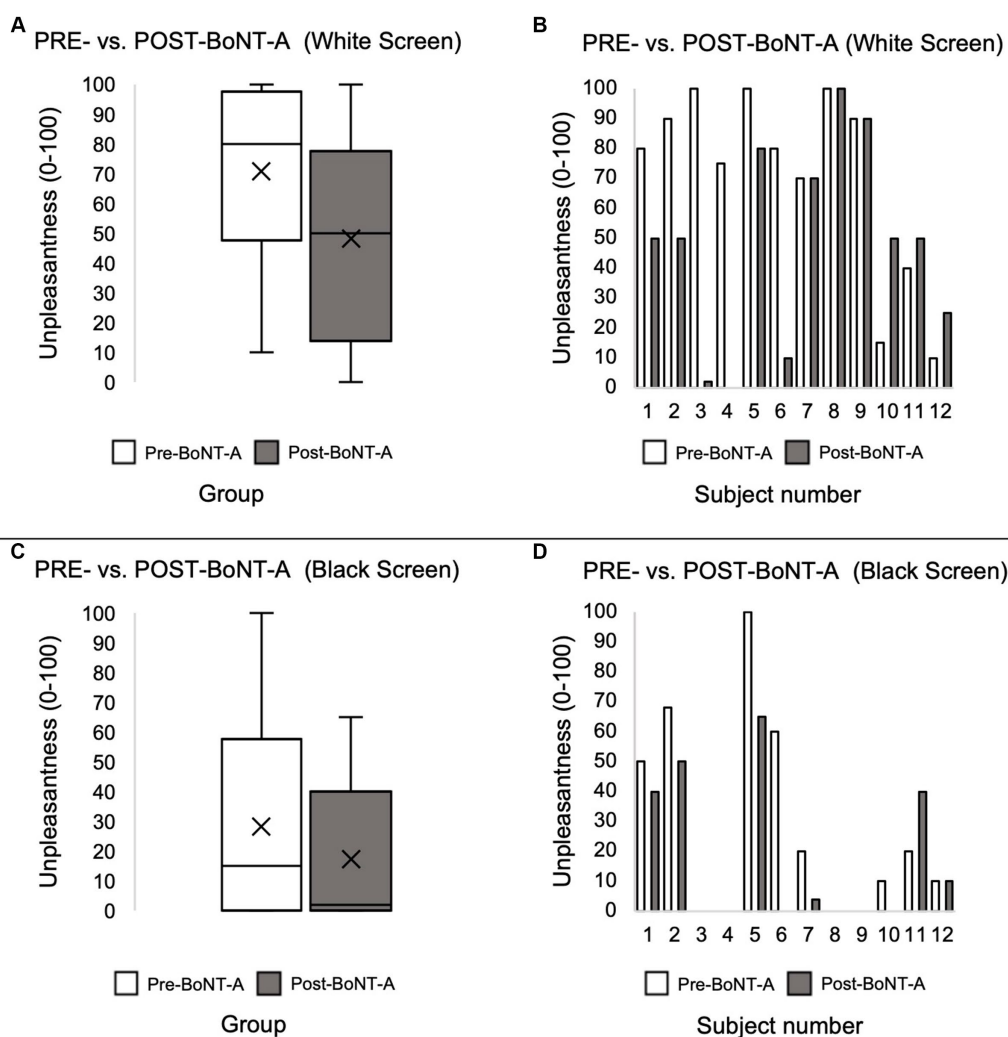 A
PRE- vs. POST-BoNT-A (White Screen)
Unpleasantness (0-100)
100
90
80
70
60
50
40
30
20
10
0
Pre-BoNT-A
Post-BoNT-A
Group
B
PRE- vs. POST-BoNT-A (White Screen)
Unpleasantness (0-100)
100
90
80
70
60
50
40
30
20
10
0
1 2 3 4 5 6 7 8 9 10 11 12
Pre-BoNT-A
Post-BoNT-A
Subject number
C
PRE- vs. POST-BoNT-A (Black Screen)
Unpleasantness (0-100)
100
90
80
70
60
50
40
30
20
10
0
Pre-BoNT-A
Post-BoNT-A
Group
D
PRE- vs. POST-BoNT-A (Black Screen)
Unpleasantness (0-100)
100
90
80
70
60
50
40
30
20
10
0
1 2 3 4 5 6 7 8 9 10 11 12
Pre-BoNT-A
Post-BoNT-A
Subject number